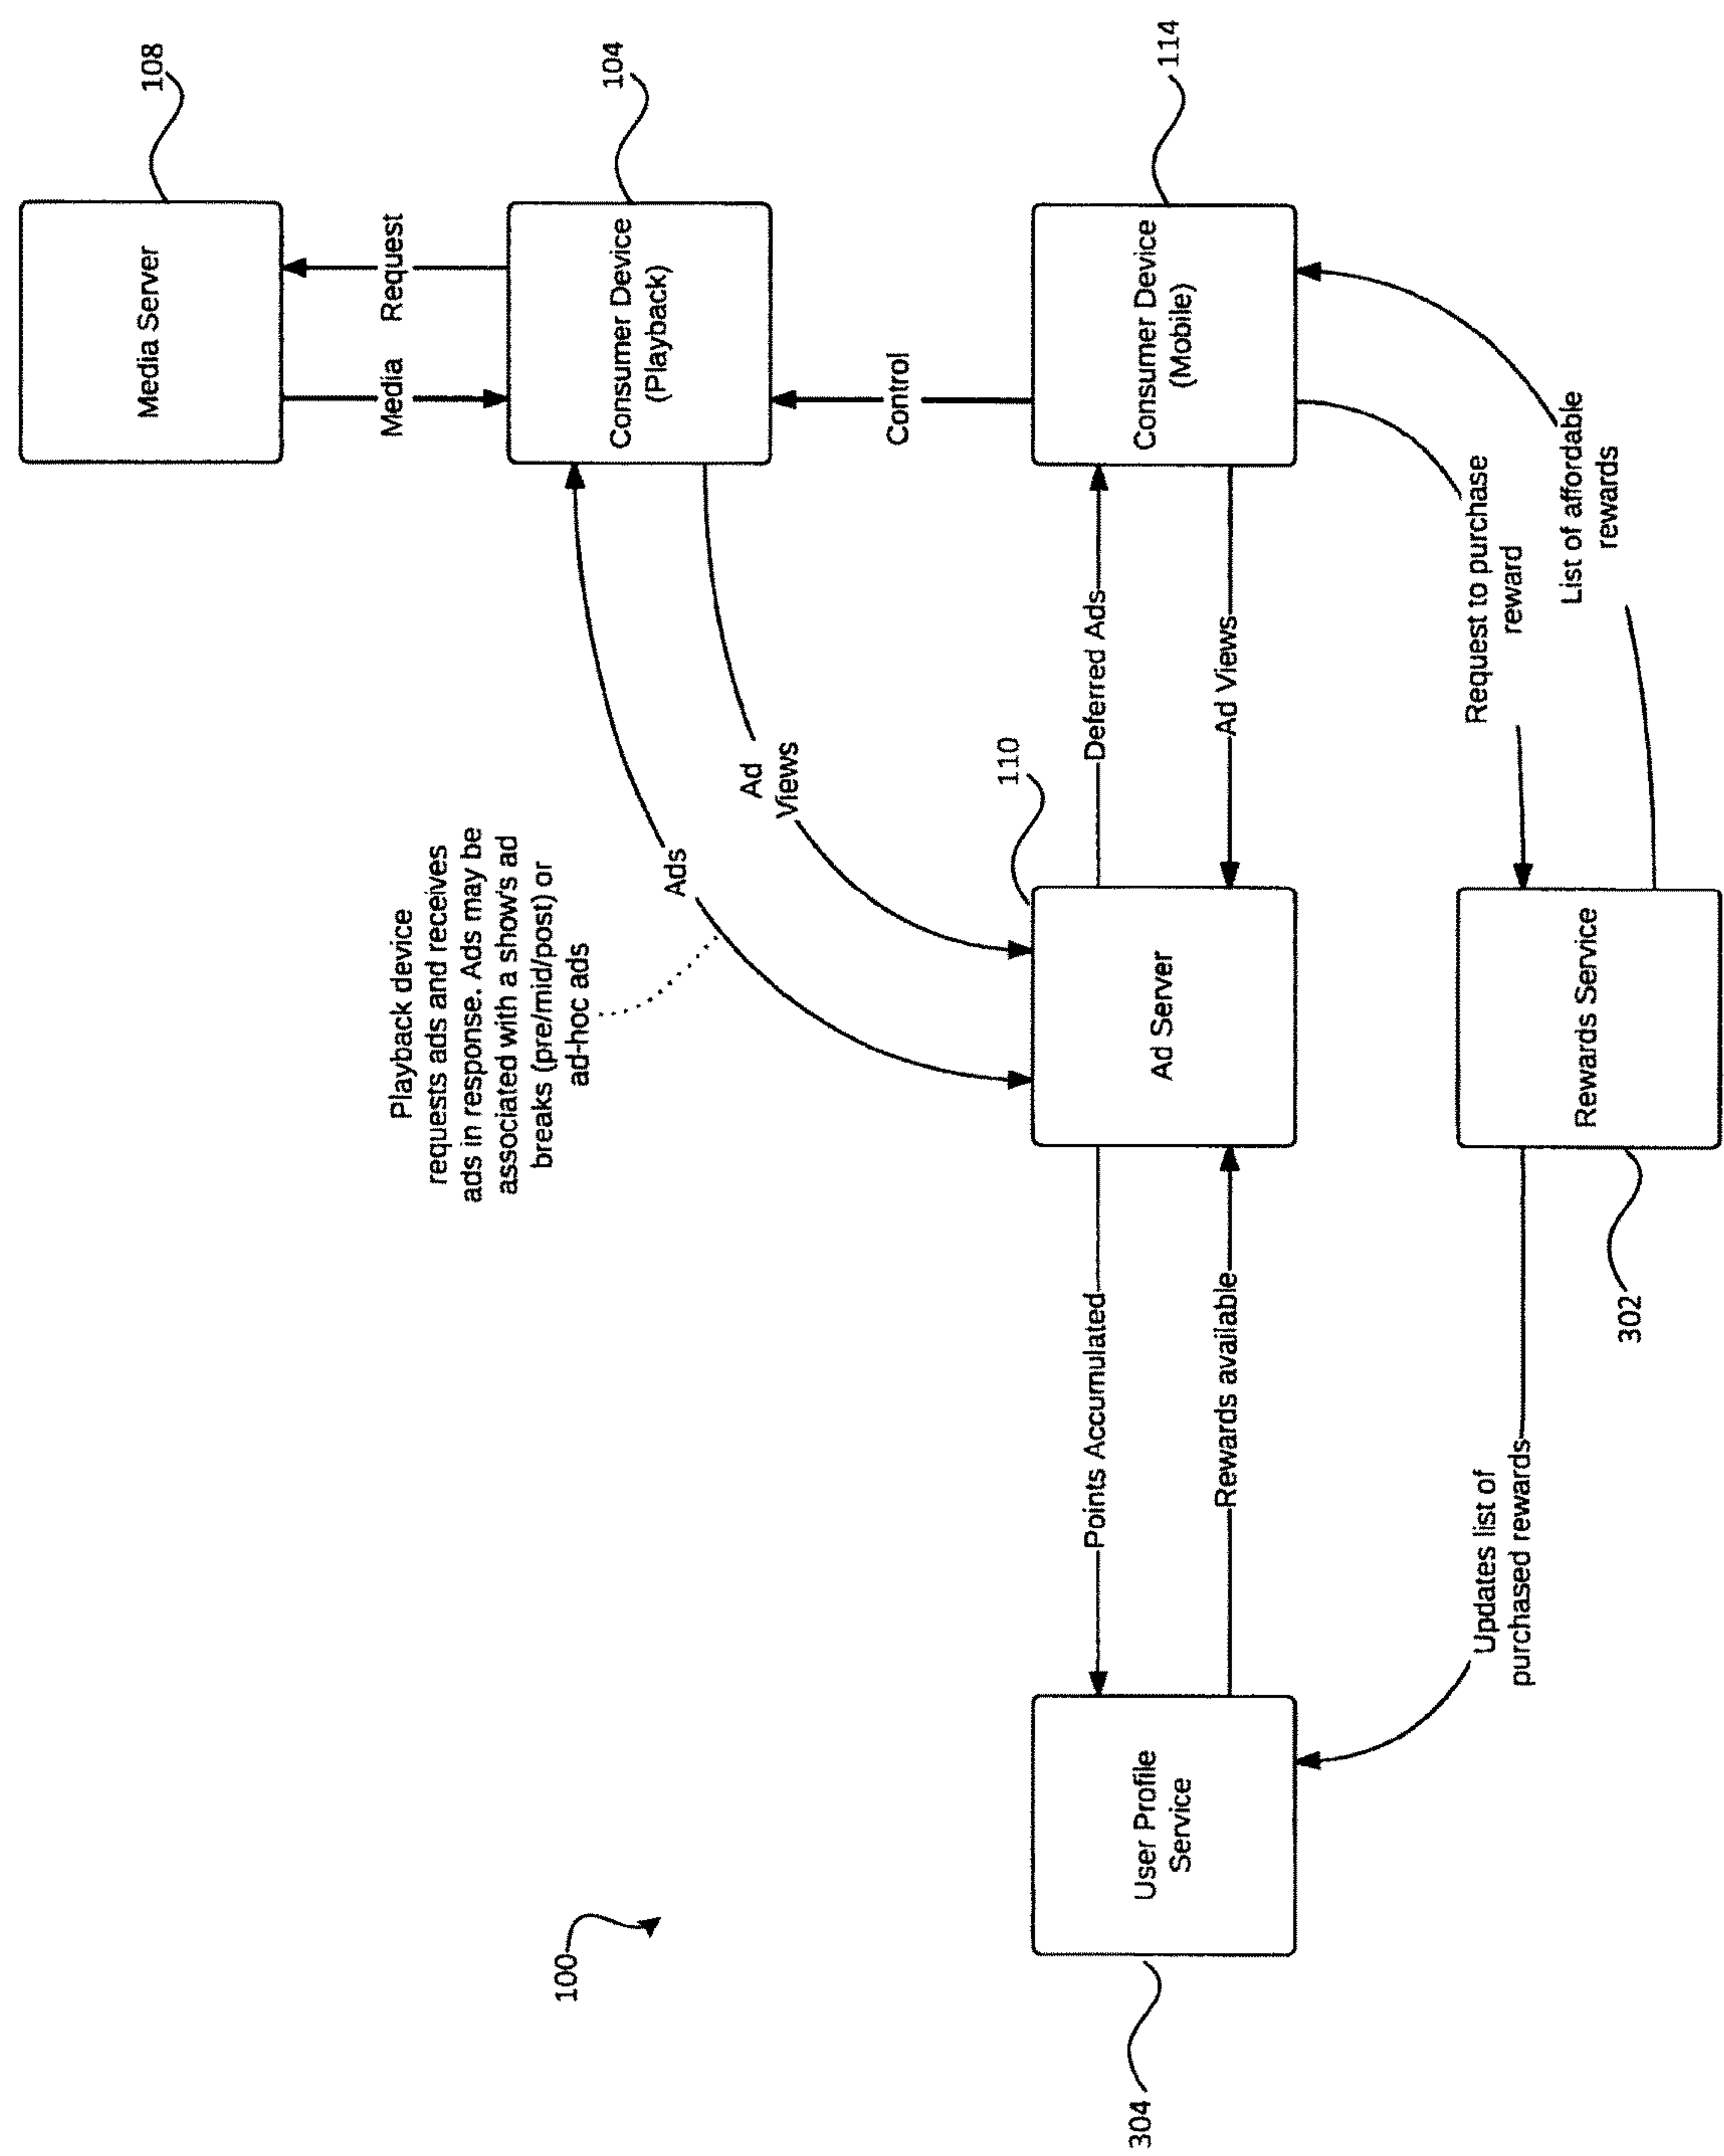 100
304
User Profile
Service
Points Accumulated
Rewards available
Updates list of
purchased rewards
302
Rewards Service
Ad Server
110
Playback device
requests ads and receives
ads in response. Ads may be
associated with a show's ad
breaks (pre/mid/post) or
ad-hoc ads
Ads
Ad
Views
Deferred Ads
Ad Views
Request to purchase
reward
List of affordable
rewards
Media Server
108
Media
Request
Consumer Device
(Playback)
104
Control
Consumer Device
(Mobile)
114